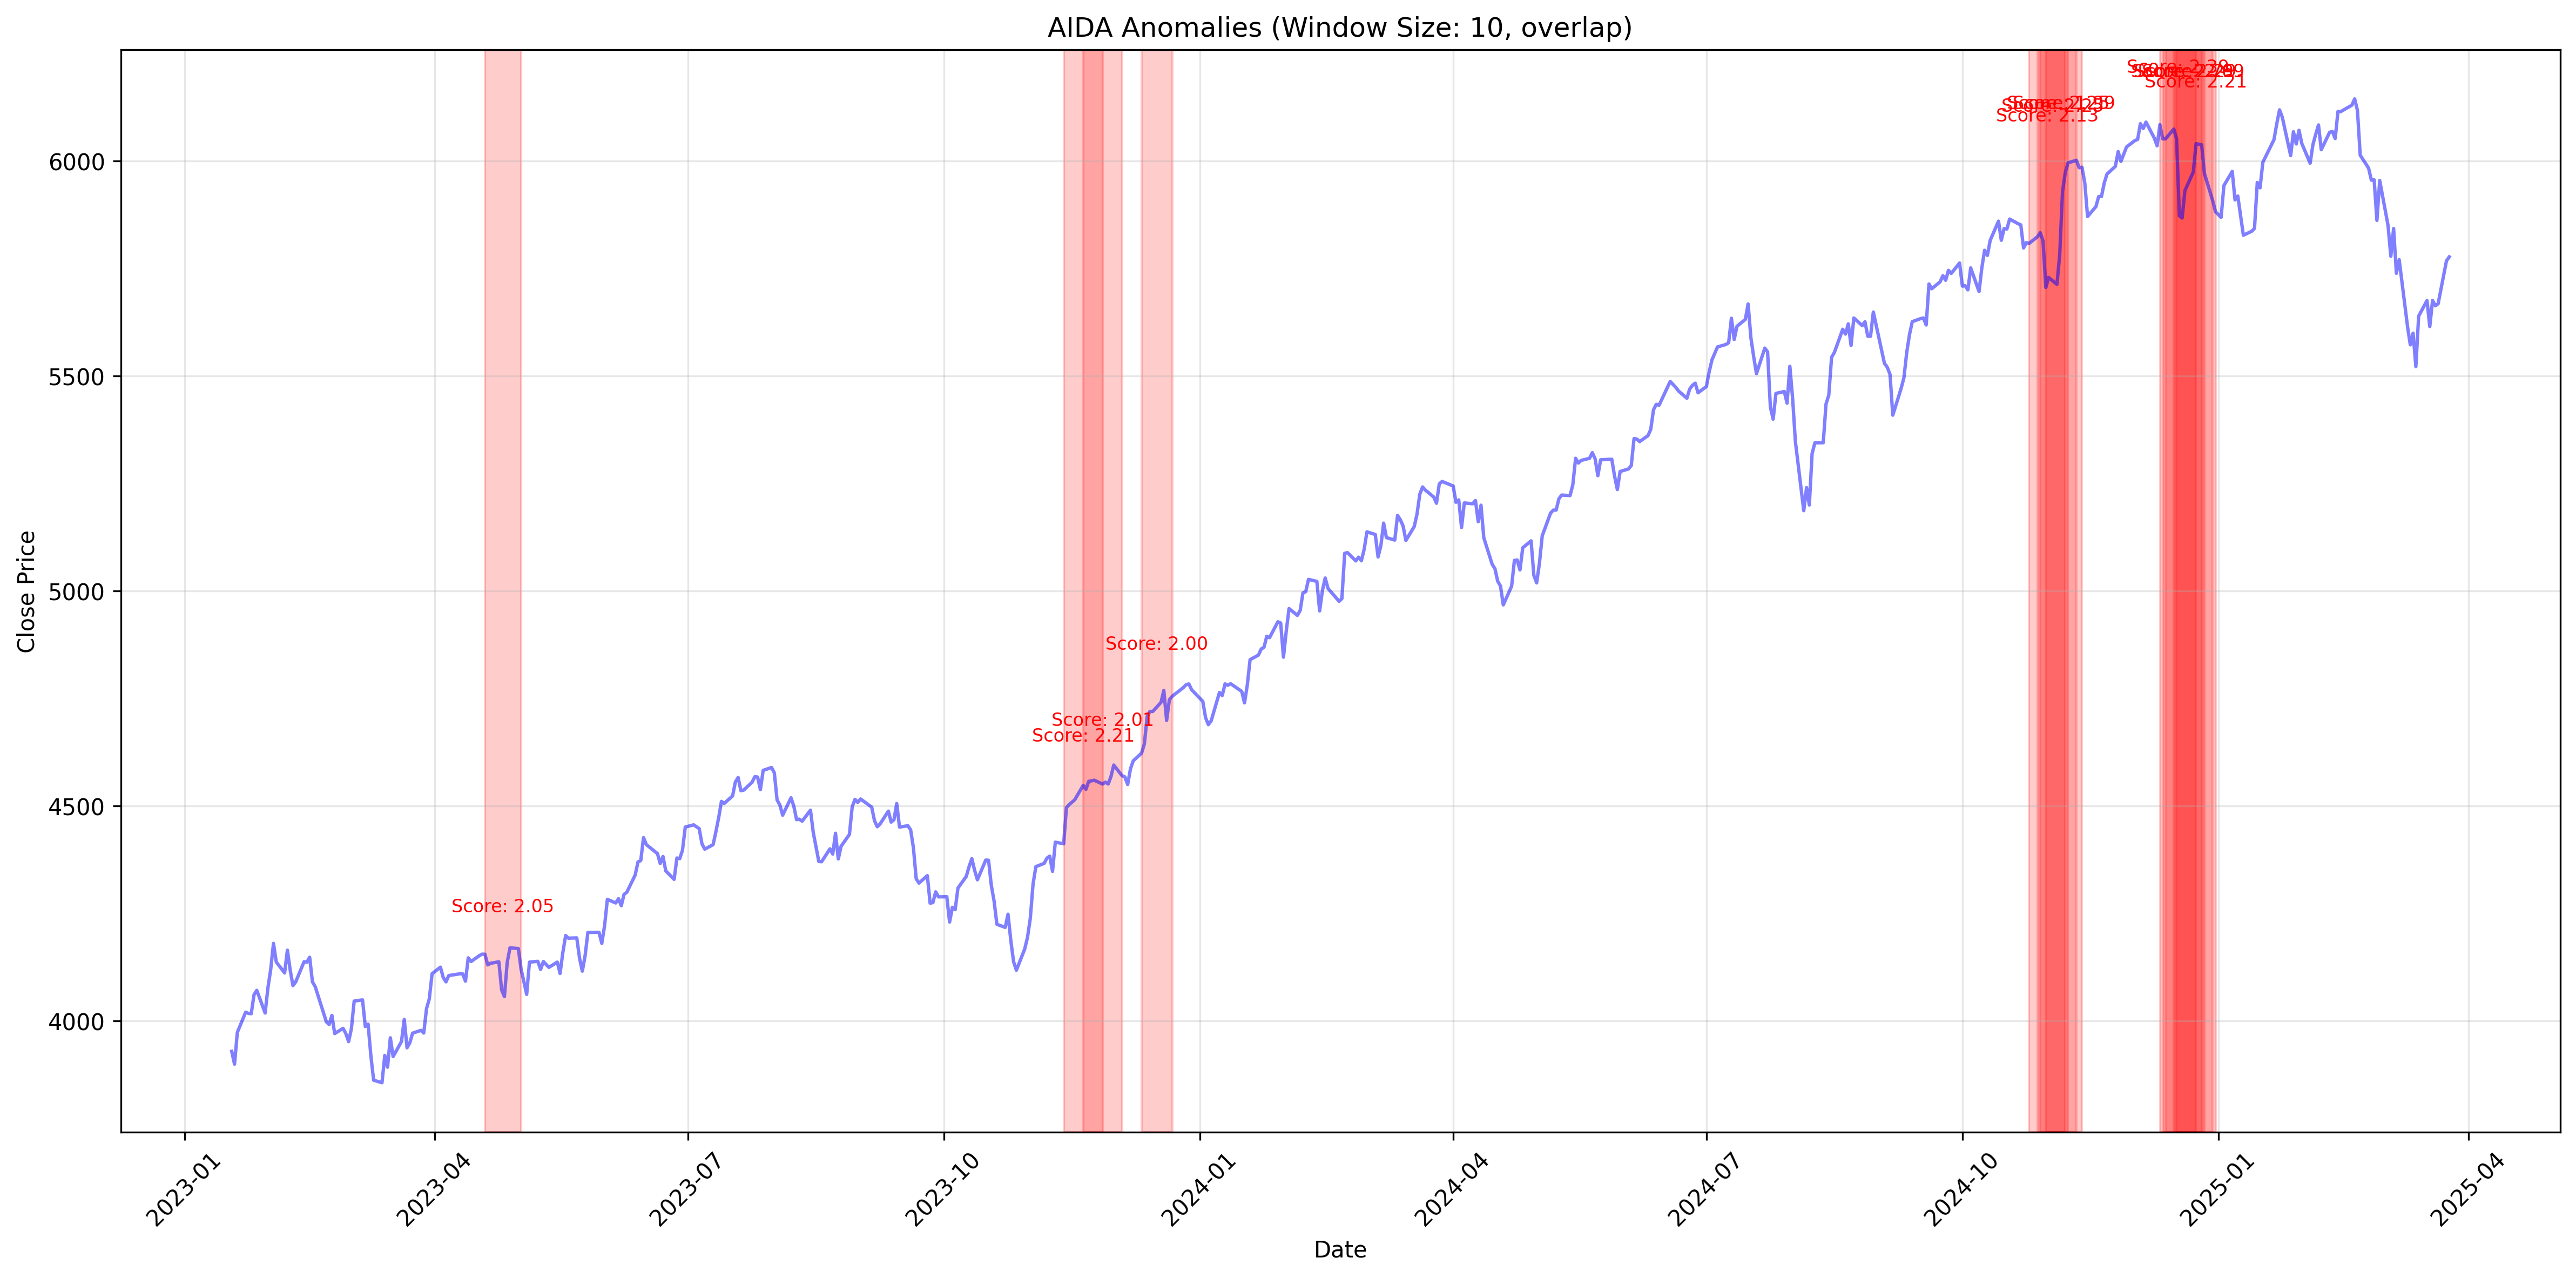 AIDA Anomalies (Window Size: 10, overlap)
Score: 2.21
Score: 2.13
6000
5500
5000
4500
4000
Close Price
Score: 2.00
Score: 2.01
Score: 2.21
Score: 2.05
2023-01
2023-04
2023-07
2023-10
2024-01
2024-04
2024-07
2024-10
2025-01
2025-04
Date